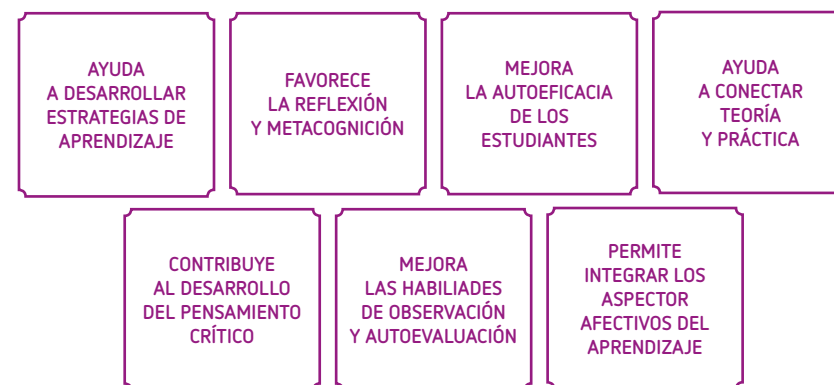 AYUDA
A DESARROLLAR
ESTRATEGIAS DE
APRENDIZAJE
FAVORECE
LA REFLEXIÓN
Y METACOGNICIÓN
MEJORA
LA AUTOEFICACIA
DE LOS
ESTUDIANTES
AYUDA
A CONECTAR
TEORÍA
Y PRÁCTICA
CONTRIBUYE
AL DESARROLLO
DEL PENSAMIENTO
CRÍTICO
MEJORA
LAS HABILIADES
DE OBSERVACIÓN
Y AUTOEVALUACIÓN
PERMITE
INTEGRAR LOS
ASPECTOR
AFECTIVOS DEL
APRENDIZAJE